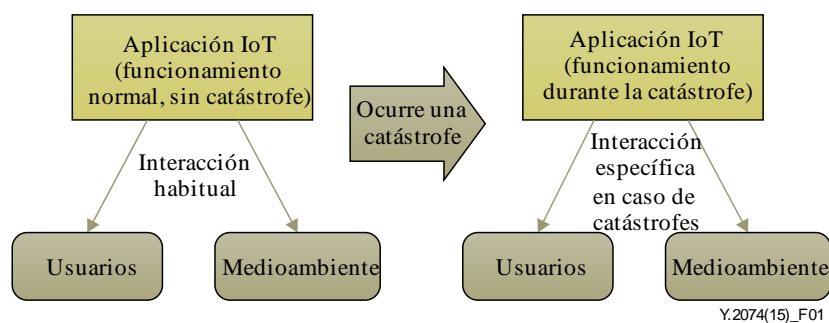 Aplicación IoT
(funcionamiento
normal, sin catástrofe)
Ocurre una
catástrofe
Aplicación IoT
(funcionamiento
durante la catástrofe)
Interacción
habitual
Interacción
específica
en caso de
catástrofes
Usuarios
Medioambiente
Usuarios
Medioambiente
Y.2074(15)_F01